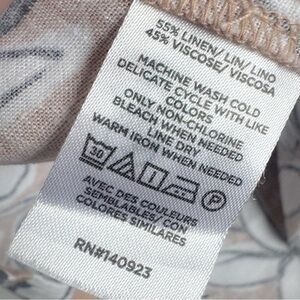 55% LINEN/LIN/LINO
45% VISCOSE/VISCOSA
MACHINE WASH COLD
DELICATE CYCLE WITH LIKE
COLORS
ONLY NON-CHLORINE
BLEACH WHEN NEEDED
LINE DRY
WARM IRON WHEN NEEDED
30 P
AVEC DES COULEURS
SEMBLABLES/CON
COLORES SIMILARES
RN#140923